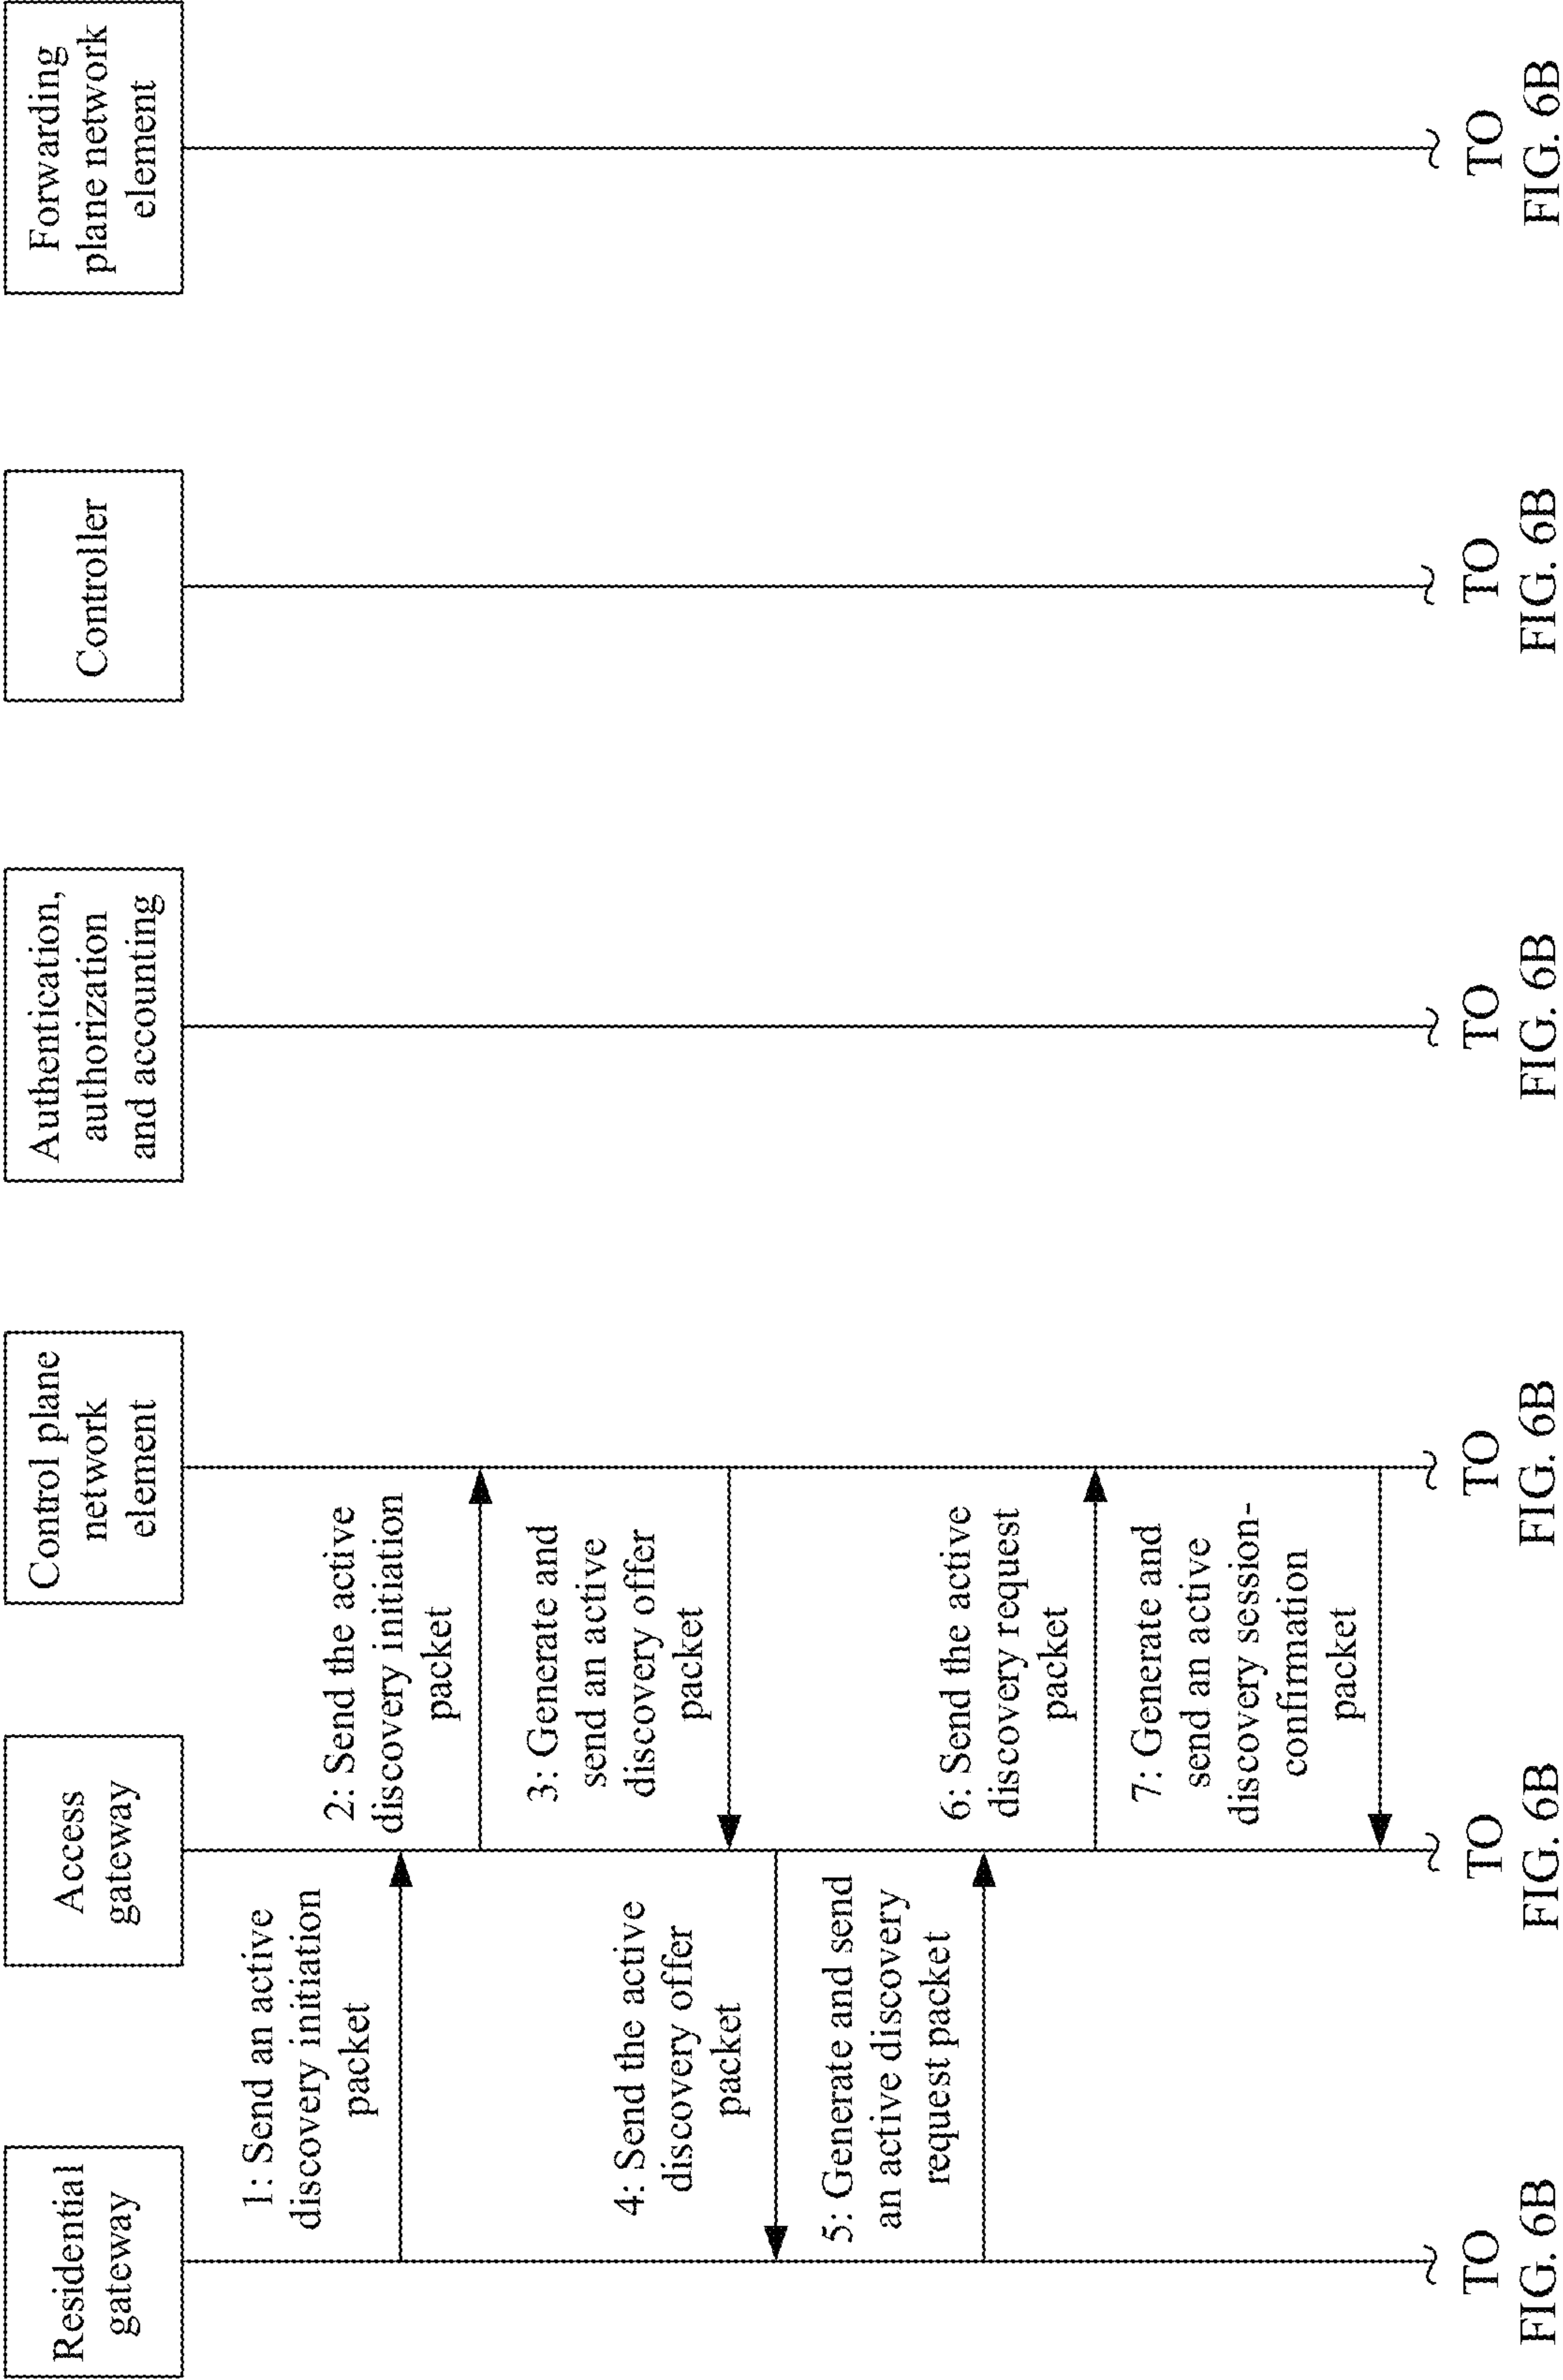 Residential
gateway
Access
gateway
Control plane
network
element
Authentication,
authorization
and accounting
Controller
Forwarding
plane network
element
1: Send an active
discovery initiation
packet
2: Send the active
discovery initiation
packet
3: Generate and
send an active
discovery offer
packet
4: Send the active
discovery offer
packet
5: Generate and send
an active discovery
request packet
6: Send the active
discovery request
packet
7: Generate and
send an active
discovery session-
confirmation
packet
TO
FIG. 6B
TO
FIG. 6B
TO
FIG. 6B
TO
FIG. 6B
TO
FIG. 6B
TO
FIG. 6B